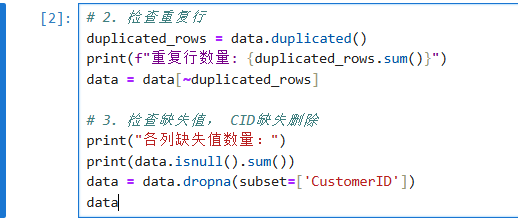 [2]:
# 2. 检查重复行
duplicated_rows = data.duplicated()
print(f"重复行数量: {duplicated_rows.sum()}")
data = data[~duplicated_rows]
# 3. 检查缺失值， CID缺失删除
print("各列缺失值数量：")
print(data.isnull().sum())
data = data.dropna(subset=['CustomerID'])
data